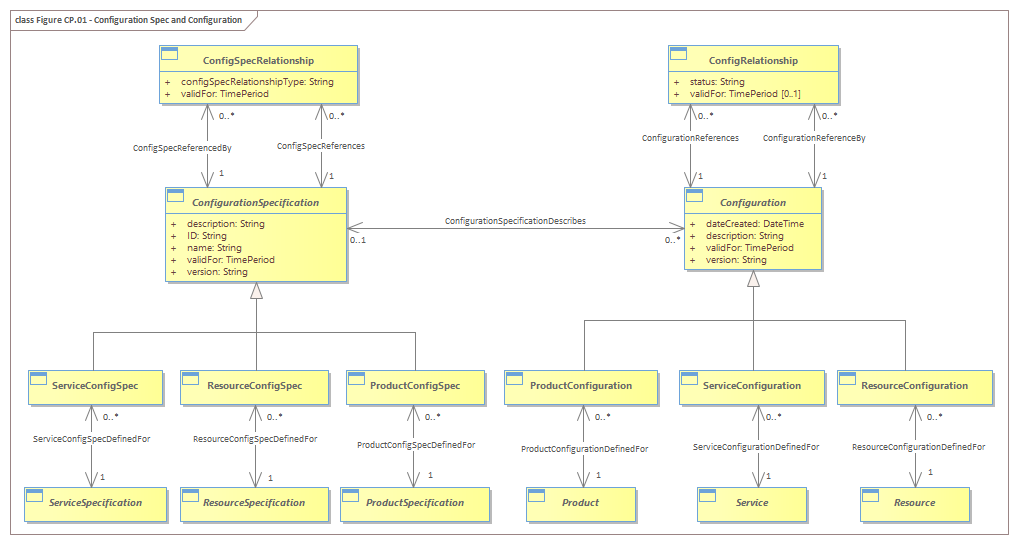 class Figure CP.01 - Configuration Spec and Configuration
ConfigSpecRelationship
+ configSpecRelationshipType: String
+ validFor: TimePeriod
ConfigRelationship
+ status: String
+ validFor: TimePeriod [0..1]
0..*
0..*
0..*
0..*
ConfigSpecReferencedBy
ConfigSpecReferences
ConfigurationReferences
ConfigurationReferenceBy
1
1
1
1
ConfigurationSpecification
+ description: String
+ ID: String
+ name: String
+ validFor: TimePeriod
+ version: String
ConfigurationSpecificationDescribes
0..1
0..*
Configuration
+ dateCreated: DateTime
+ description: String
+ validFor: TimePeriod
+ version: String
ServiceConfigSpec
ResourceConfigSpec
ProductConfigSpec
ProductConfiguration
ServiceConfiguration
ResourceConfiguration
0..*
0..*
0..*
0..*
0..*
0..*
ServiceConfigSpecDefinedFor
ResourceConfigSpecDefinedFor
ProductConfigSpecDefinedFor
ProductConfigurationDefinedFor
ServiceConfigurationDefinedFor
ResourceConfigurationDefinedFor
1
1
1
1
1
1
ServiceSpecification
ResourceSpecification
ProductSpecification
Product
Service
Resource